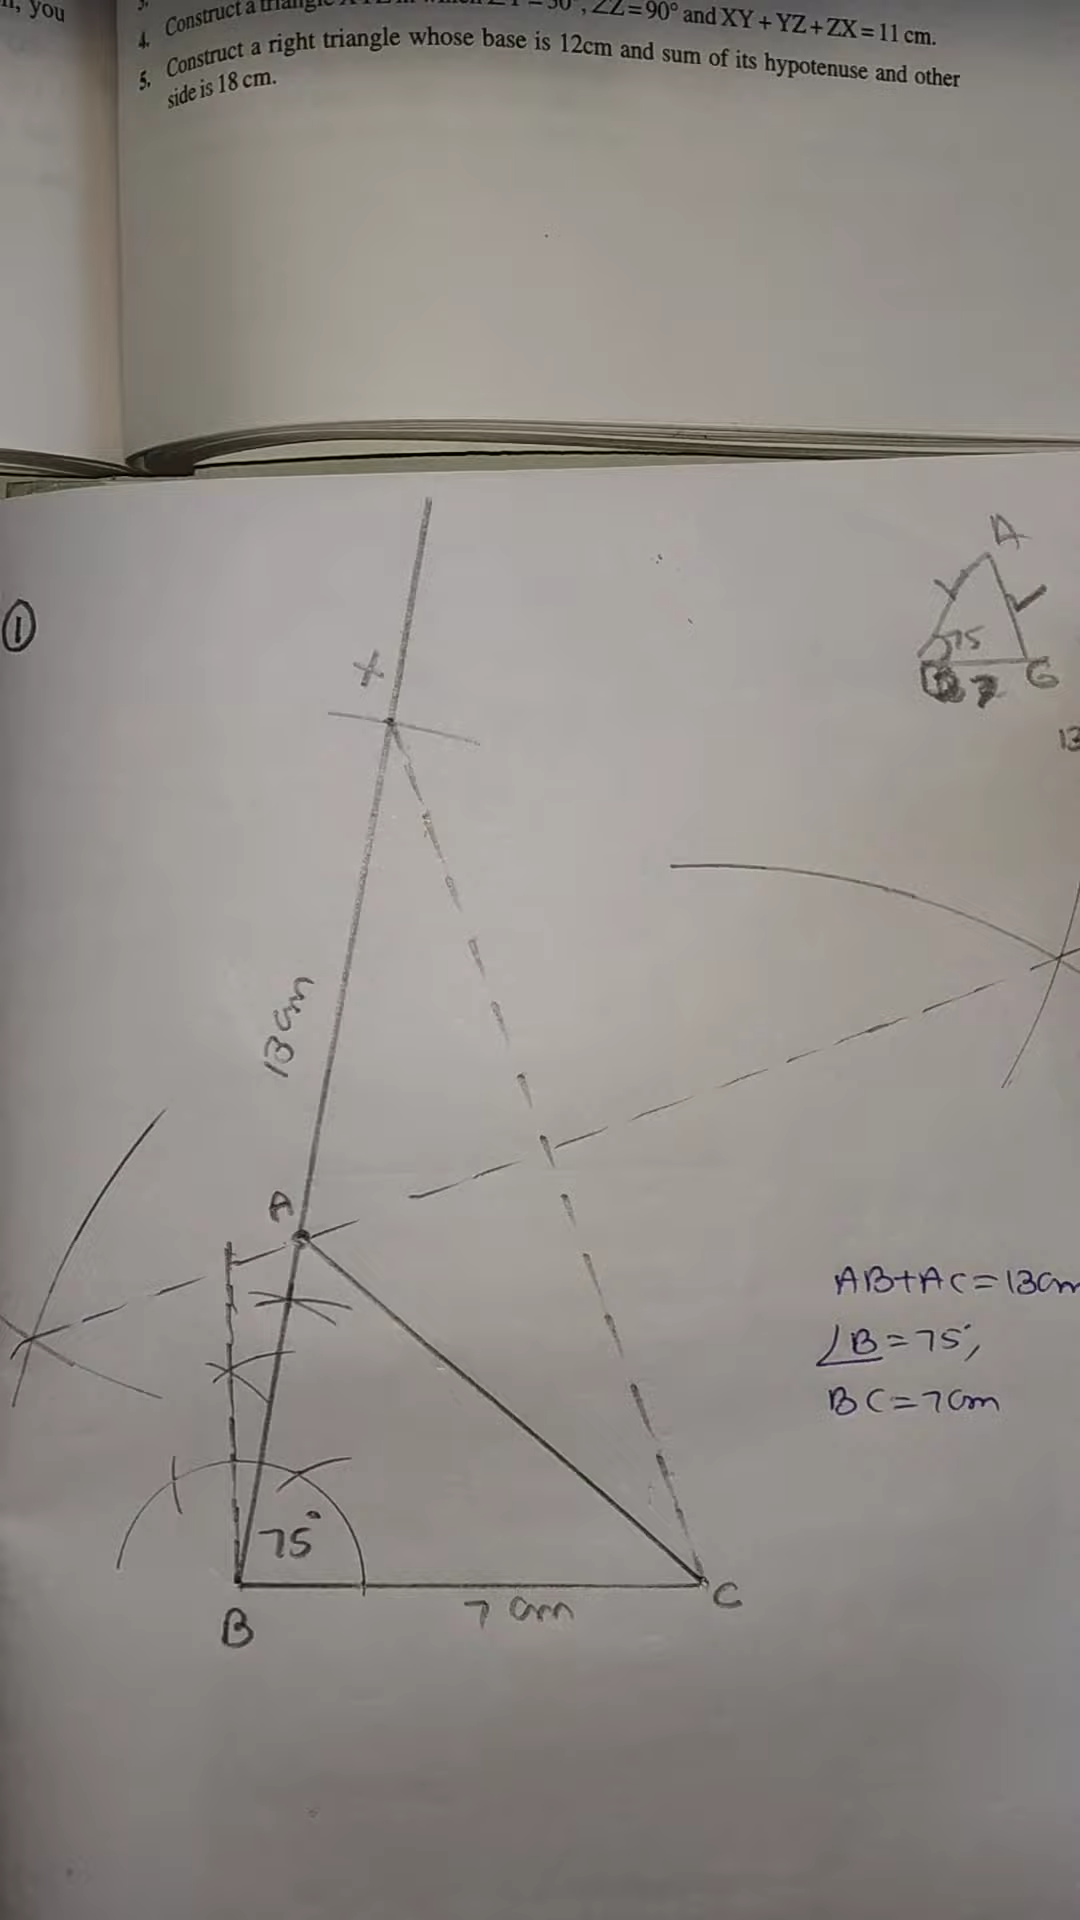 you
4. Construct a triangle ∠Z=90° and XY+YZ+ZX=11 cm.
5. Construct a right triangle whose base is 12cm and sum of its hypotenuse and other
side is 18 cm.
①
A
75
7
X
13
13cm
A
AB+AC=13cm
∠B=75°,
BC=7cm
75°
B
7 cm
C